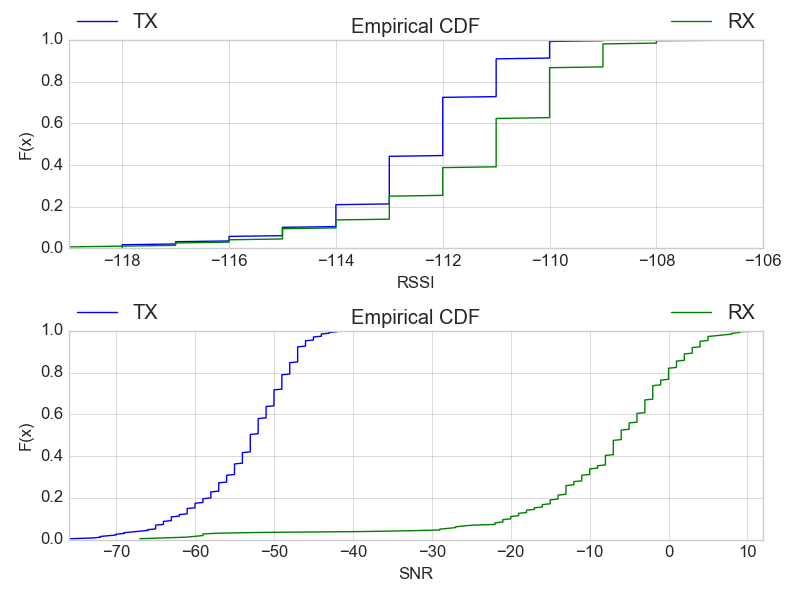 TX
RX
Empirical CDF
1.0
0.8
0.6
0.4
0.2
0.0
F(x)
−118
−116
−114
−112
−110
−108
−106
RSSI
TX
RX
Empirical CDF
1.0
0.8
0.6
0.4
0.2
0.0
F(x)
−70
−60
−50
−40
−30
−20
−10
0
10
SNR